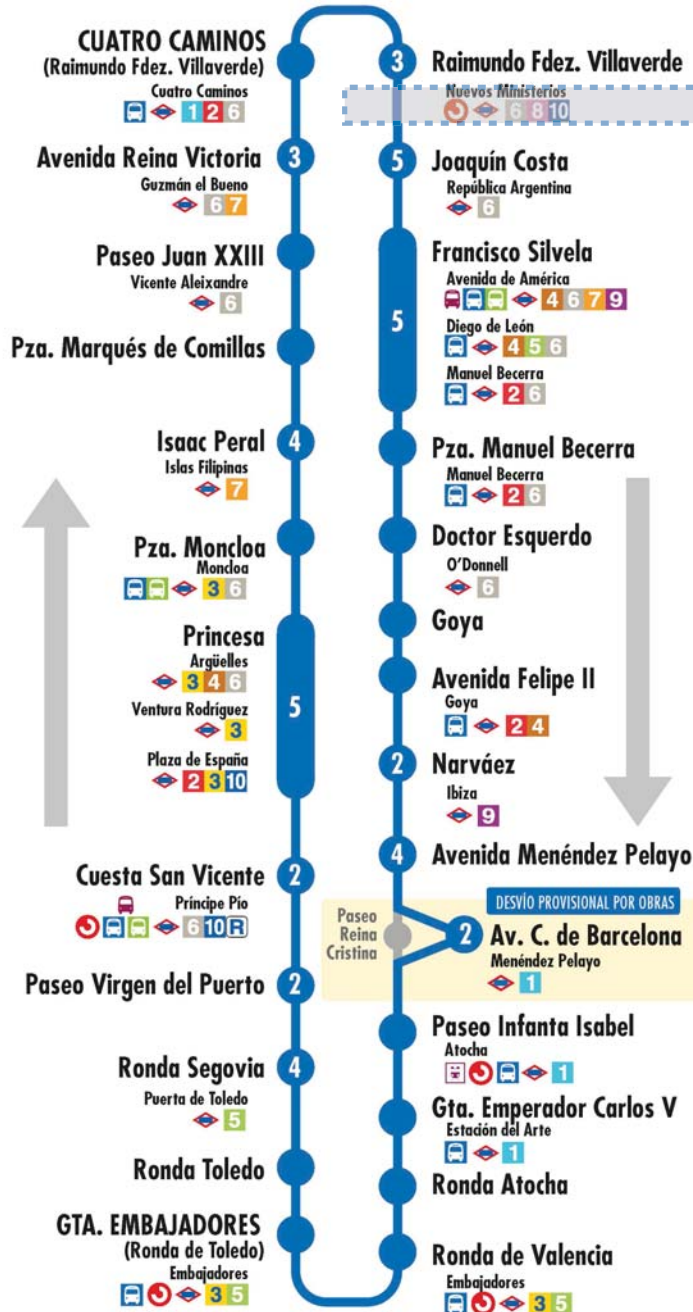 CUATRO CAMINOS
(Raimundo Fdez. Villaverde)
Cuatro Caminos
1 2 6
Avenida Reina Victoria
3
Guzmán el Bueno
6 7
Paseo Juan XXIII
Vicente Aleixandre
6
Pza. Marqués de Comillas
Isaac Peral
4
Islas Filipinas
7
Pza. Moncloa
Moncloa
3 6
Princesa
Argüelles
3 4 6
5
Ventura Rodríguez
3
Plaza de España
2 3 10
Cuesta San Vicente
2
Príncipe Pío
6 10 R
Paseo Virgen del Puerto
2
Ronda Segovia
4
Puerta de Toledo
5
Ronda Toledo
GTA. EMBAJADORES
(Ronda de Toledo)
Embajadores
3 5
3
Raimundo Fdez. Villaverde
Nuevos Ministerios
6 8 10
5
Joaquín Costa
República Argentina
6
Francisco Silvela
Avenida de América
4 6 7 9
5
Diego de León
4 5 6
Manuel Becerra
2 6
Pza. Manuel Becerra
Manuel Becerra
2 6
Doctor Esquerdo
O'Donnell
6
Goya
Avenida Felipe II
Goya
2 4
2
Narváez
Ibiza
9
4
Avenida Menéndez Pelayo
DESVÍO PROVISIONAL POR OBRAS
Paseo
Reina
Cristina
2
Av. C. de Barcelona
Menéndez Pelayo
1
Paseo Infanta Isabel
Atocha
1
Gta. Emperador Carlos V
Estación del Arte
1
Ronda Atocha
Ronda de Valencia
Embajadores
3 5